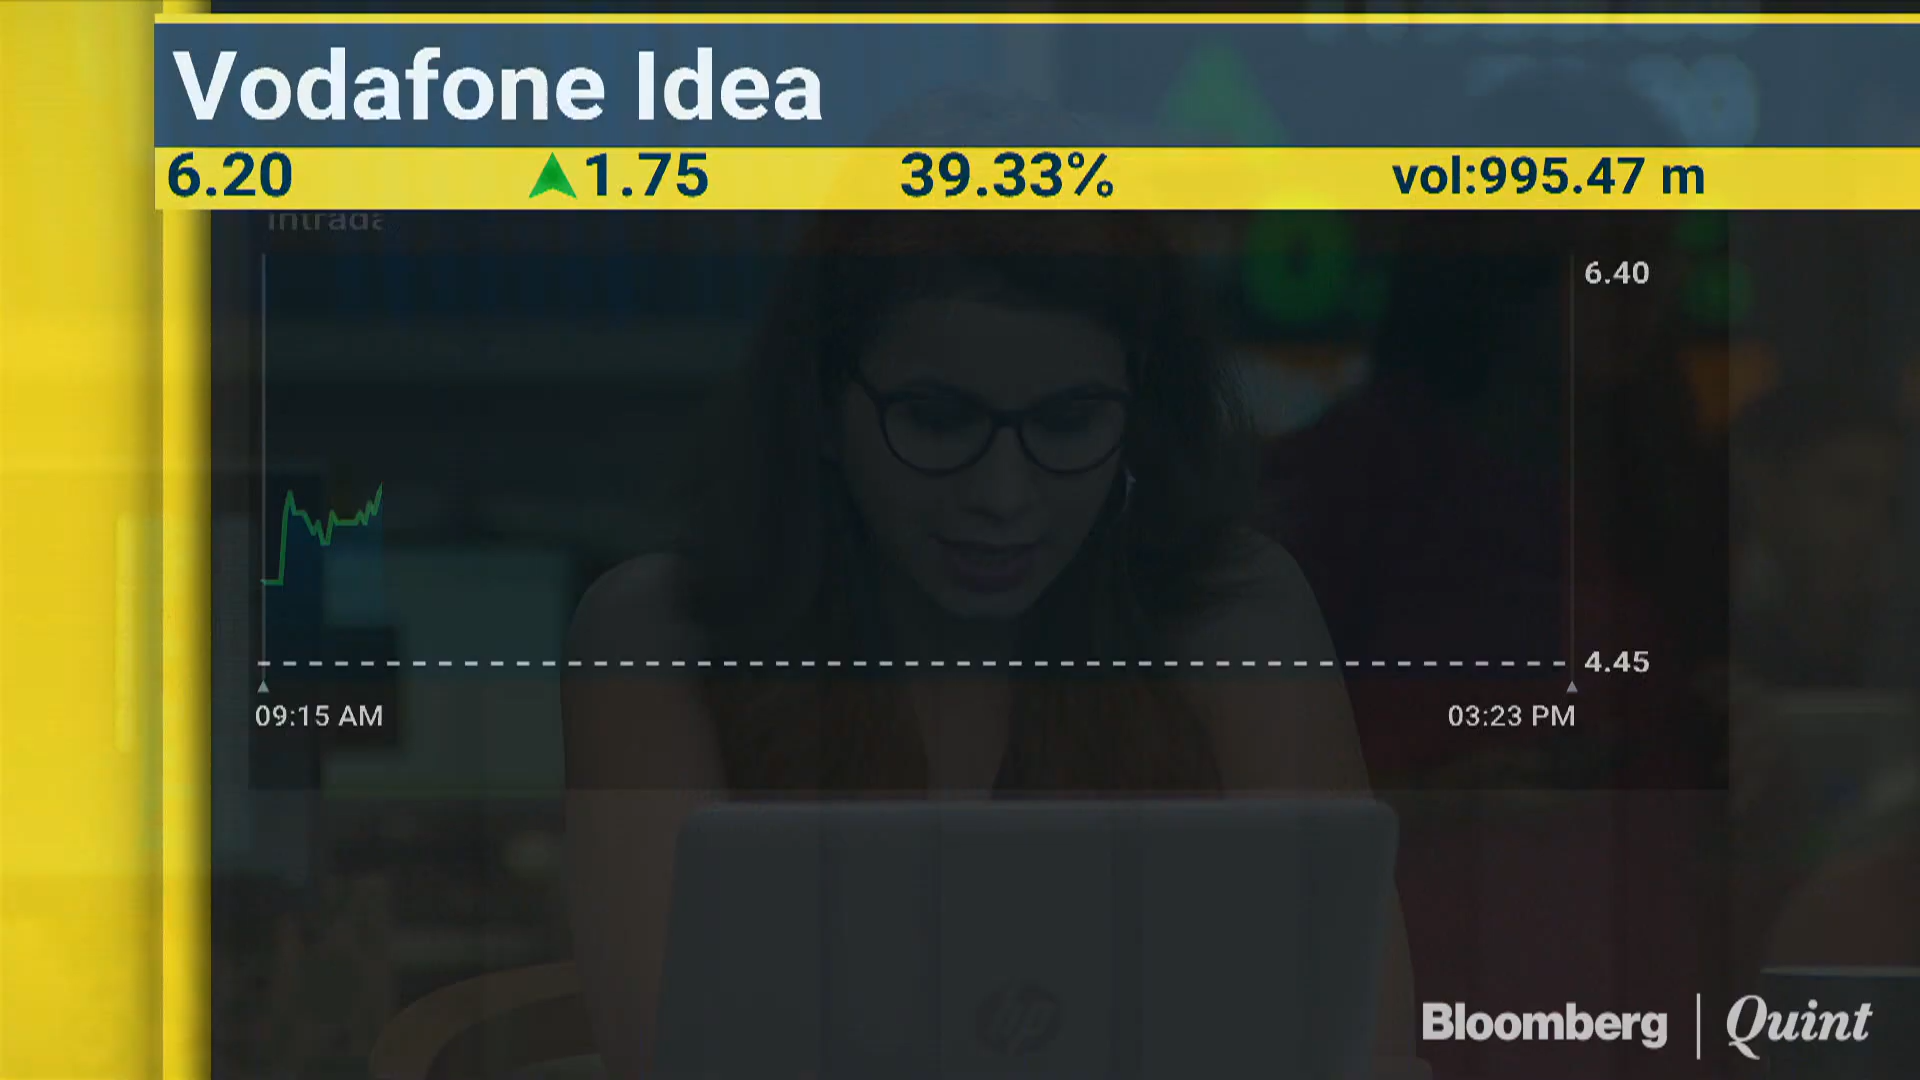 Vodafone Idea
6.20 ▲1.75 39.33% vol:995.47 m
6.40
4.45
09:15 AM 03:23 PM
hp
Bloomberg | Quint